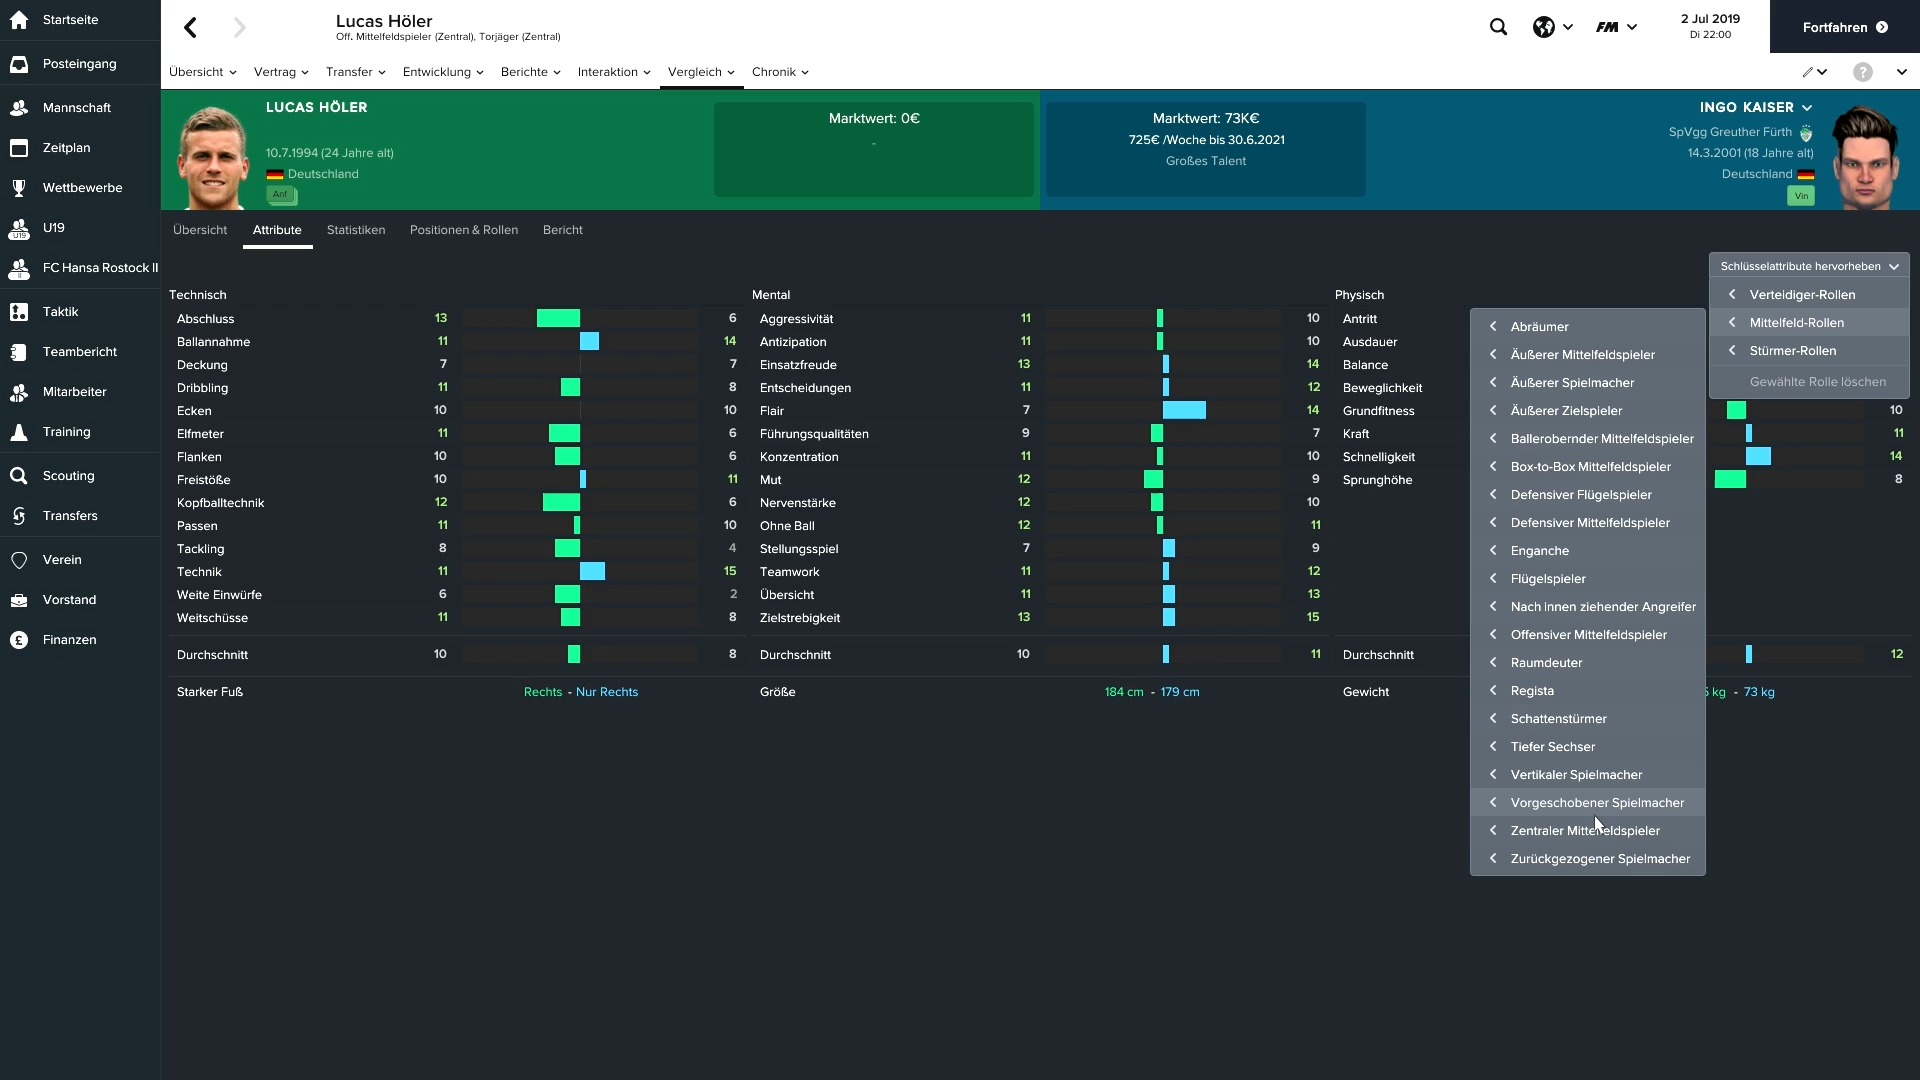 Startseite
Posteingang
Mannschaft
Zeitplan
Wettbewerbe
U19
U19
FC Hansa Rostock II
II
Taktik
Teambericht
Mitarbeiter
Training
Scouting
Transfers
Verein
Vorstand
Finanzen
Lucas Höler
Off. Mittelfeldspieler (Zentral), Torjäger (Zentral)
FM
2 Jul 2019
Di 22:00
Fortfahren
Übersicht Vertrag Transfer Entwicklung Berichte Interaktion Vergleich Chronik
?
LUCAS HÖLER
10.7.1994 (24 Jahre alt)
Deutschland
Anf
Marktwert: 0€
-
Marktwert: 73K€
725€ /Woche bis 30.6.2021
Großes Talent
INGO KAISER
SpVgg Greuther Fürth
14.3.2001 (18 Jahre alt)
Deutschland
Vin
Übersicht Attribute Statistiken Positionen & Rollen Bericht
Technisch
Abschluss 13 6
Ballannahme 11 14
Deckung 7 7
Dribbling 11 8
Ecken 10 10
Elfmeter 11 6
Flanken 10 6
Freistöße 10 11
Kopfballtechnik 12 6
Passen 11 10
Tackling 8 4
Technik 11 15
Weite Einwürfe 6 2
Weitschüsse 11 8
Durchschnitt 10 8
Starker Fuß Rechts - Nur Rechts
Mental
Aggressivität 11 10
Antizipation 11 10
Einsatzfreude 13 14
Entscheidungen 11 12
Flair 7 14
Führungsqualitäten 9 7
Konzentration 11 10
Mut 12 9
Nervenstärke 12 10
Ohne Ball 12 11
Stellungsspiel 7 9
Teamwork 11 12
Übersicht 11 13
Zielstrebigkeit 13 15
Durchschnitt 10 11
Größe 184 cm - 179 cm
Physisch
Antritt
Ausdauer
Balance
Beweglichkeit
Grundfitness 10
Kraft 11
Schnelligkeit 14
Sprunghöhe 8
Durchschnitt 12
Gewicht kg - 73 kg
Schlüsselattribute hervorheben
Verteidiger-Rollen
Mittelfeld-Rollen
Stürmer-Rollen
Gewählte Rolle löschen
Abräumer
Äußerer Mittelfeldspieler
Äußerer Spielmacher
Äußerer Zielspieler
Ballerobernder Mittelfeldspieler
Box-to-Box Mittelfeldspieler
Defensiver Flügelspieler
Defensiver Mittelfeldspieler
Enganche
Flügelspieler
Nach innen ziehender Angreifer
Offensiver Mittelfeldspieler
Raumdeuter
Regista
Schattenstürmer
Tiefer Sechser
Vertikaler Spielmacher
Vorgeschobener Spielmacher
Zentraler Mittelfeldspieler
Zurückgezogener Spielmacher